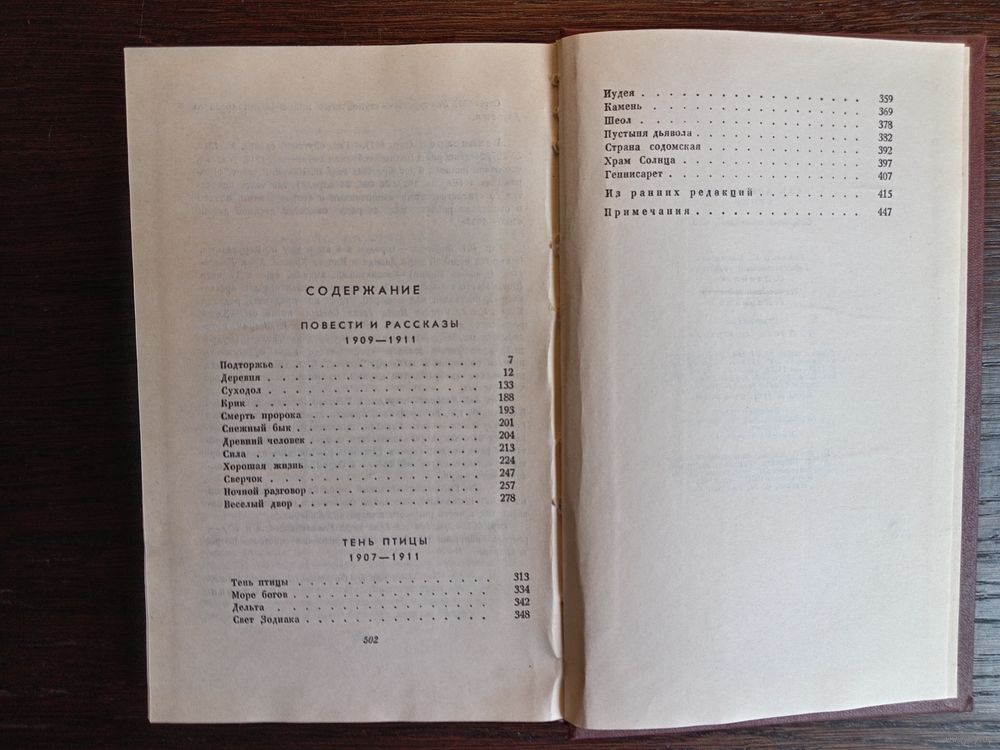 СОДЕРЖАНИЕ
ПОВЕСТИ И РАССКАЗЫ
1909—1911
Подторжье . . . . . . . . . . . . . . . 7
Деревня . . . . . . . . . . . . . . . 12
Суходол . . . . . . . . . . . . . . . 133
Крик . . . . . . . . . . . . . . . 188
Смерть пророка . . . . . . . . . . . . . 193
Снежный бык . . . . . . . . . . . . . . 201
Древний человек . . . . . . . . . . . . . 204
Сила . . . . . . . . . . . . . . . 213
Хорошая жизнь . . . . . . . . . . . . . 224
Сверчок . . . . . . . . . . . . . . . 247
Ночной разговор . . . . . . . . . . . . . 257
Веселый двор . . . . . . . . . . . . . . 278
ТЕНЬ ПТИЦЫ
1907—1911
Тень птицы . . . . . . . . . . . . . . 313
Море богов . . . . . . . . . . . . . . 334
Дельта . . . . . . . . . . . . . . . 342
Свет Зодиака . . . . . . . . . . . . . . 348
502
Иудея . . . . . . . . . . . . . . . 359
Камень . . . . . . . . . . . . . . . 369
Шеол . . . . . . . . . . . . . . . 378
Пустыня дьявола . . . . . . . . . . . . . 382
Страна содомская . . . . . . . . . . . . 392
Храм Солнца . . . . . . . . . . . . . . 397
Геннисарет . . . . . . . . . . . . . . 407
Из ранних редакций . . . . . . . . . 415
Примечания . . . . . . . . . . . . . 447